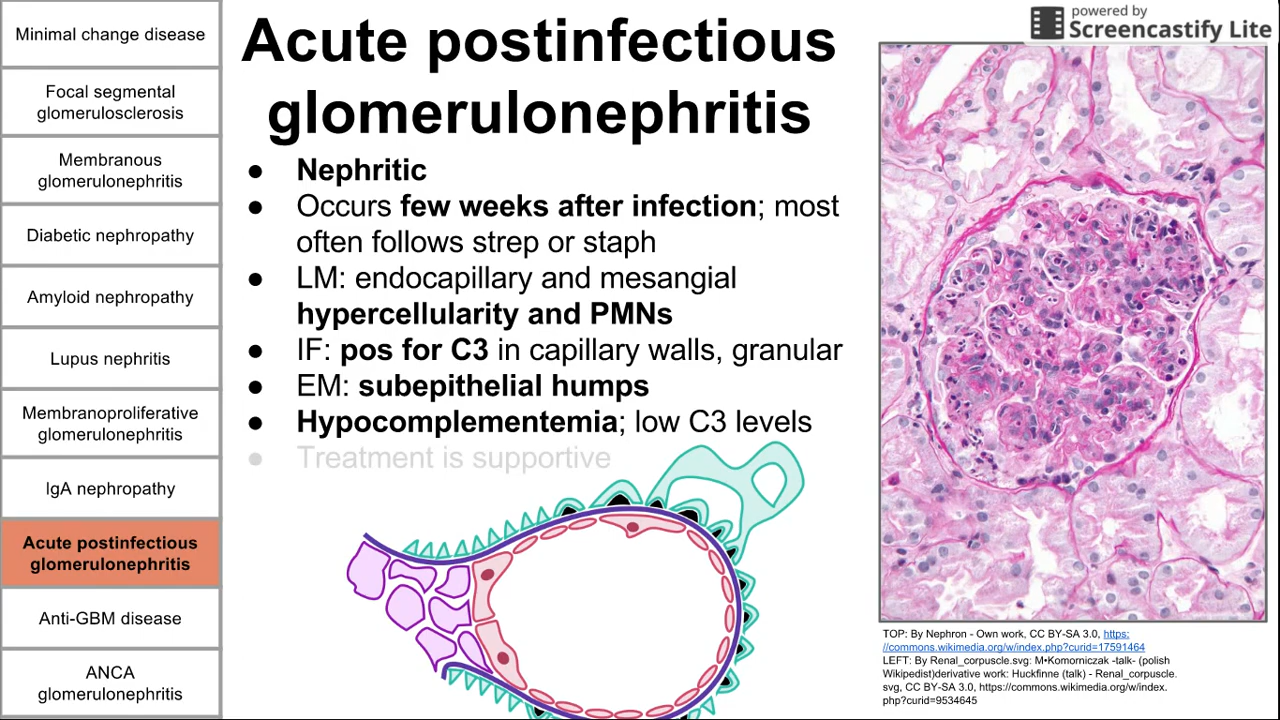 Minimal change disease
Focal segmental
glomerulosclerosis
Membranous
glomerulonephritis
Diabetic nephropathy
Amyloid nephropathy
Lupus nephritis
Membranoproliferative
glomerulonephritis
IgA nephropathy
Acute postinfectious
glomerulonephritis
Anti-GBM disease
ANCA
glomerulonephritis
Acute postinfectious
glomerulonephritis
● Nephritic
● Occurs few weeks after infection; most
often follows strep or staph
● LM: endocapillary and mesangial
hypercellularity and PMNs
● IF: pos for C3 in capillary walls, granular
● EM: subepithelial humps
● Hypocomplementemia; low C3 levels
● Treatment is supportive
powered by
Screencastify Lite
TOP: By Nephron - Own work, CC BY-SA 3.0, https:
//commons.wikimedia.org/w/index.php?curid=17591464
LEFT: By Renal_corpuscle.svg: M•Komorniczak -talk- (polish
Wikipedist)derivative work: Huckfinne (talk) - Renal_corpuscle.
svg, CC BY-SA 3.0, https://commons.wikimedia.org/w/index.
php?curid=9534645